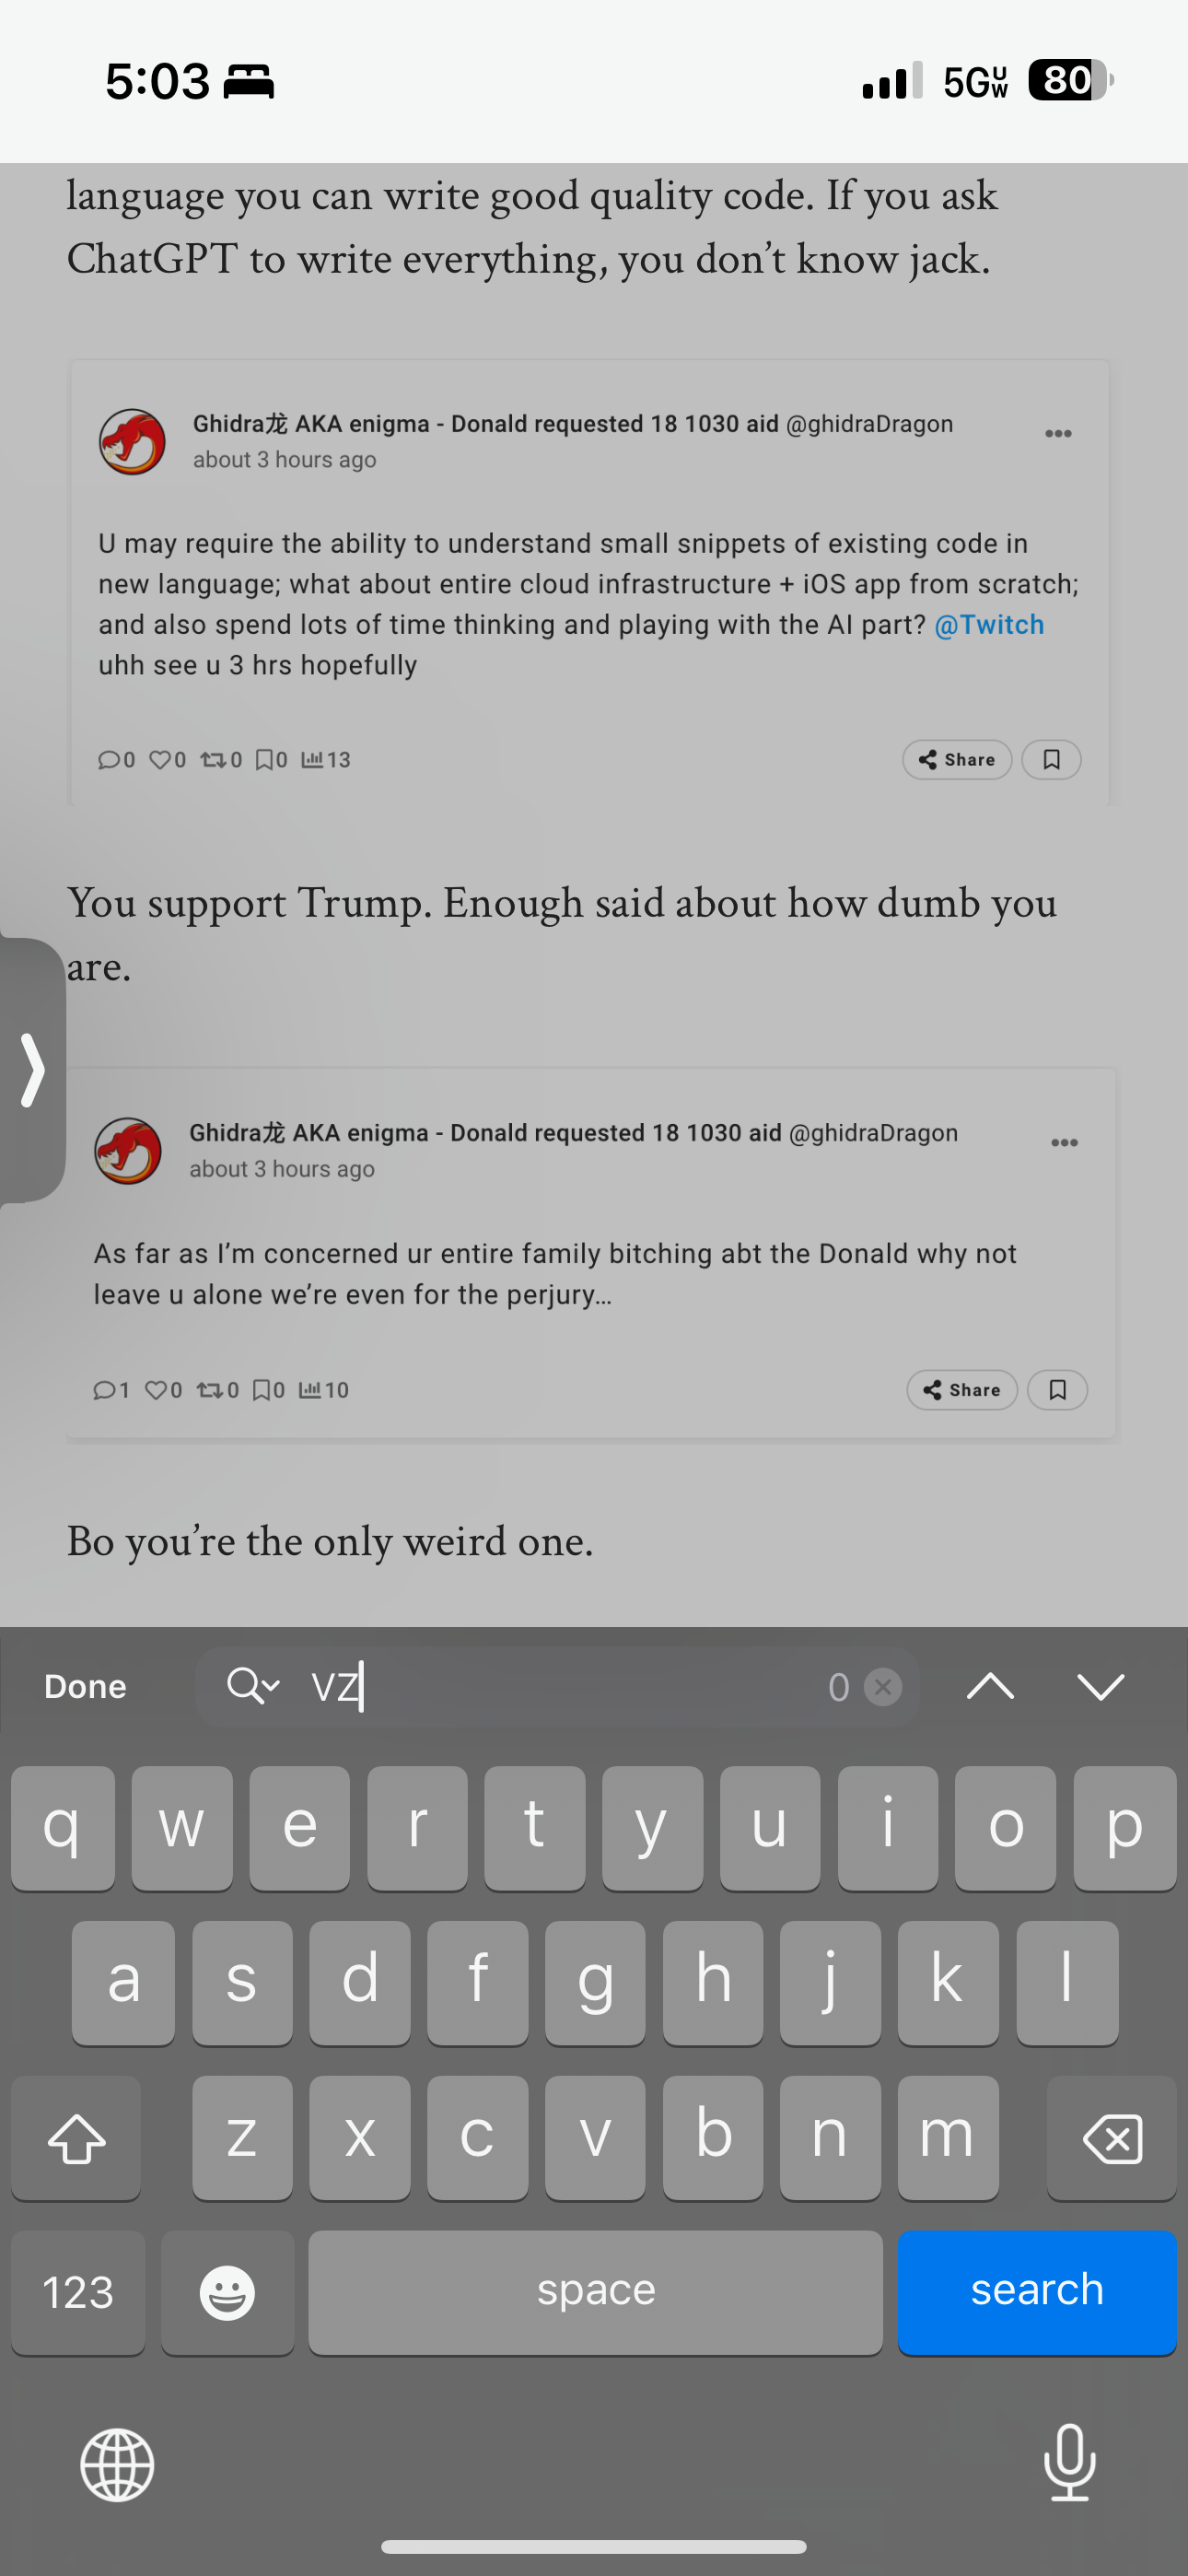 5:03
5G UW
80
language you can write good quality code. If you ask
ChatGPT to write everything, you don’t know jack.
Ghidra龙 AKA enigma - Donald requested 18 1030 aid @ghidraDragon
about 3 hours ago
U may require the ability to understand small snippets of existing code in
new language; what about entire cloud infrastructure + iOS app from scratch;
and also spend lots of time thinking and playing with the AI part? @Twitch
uhh see u 3 hrs hopefully
0 0 0 0 13
Share
You support Trump. Enough said about how dumb you
are.
Ghidra龙 AKA enigma - Donald requested 18 1030 aid @ghidraDragon
about 3 hours ago
As far as I’m concerned ur entire family bitching abt the Donald why not
leave u alone we’re even for the perjury…
1 0 0 0 10
Share
Bo you’re the only weird one.
Done
vz
0
q w e r t y u i o p
a s d f g h j k l
z x c v b n m
123
space
search